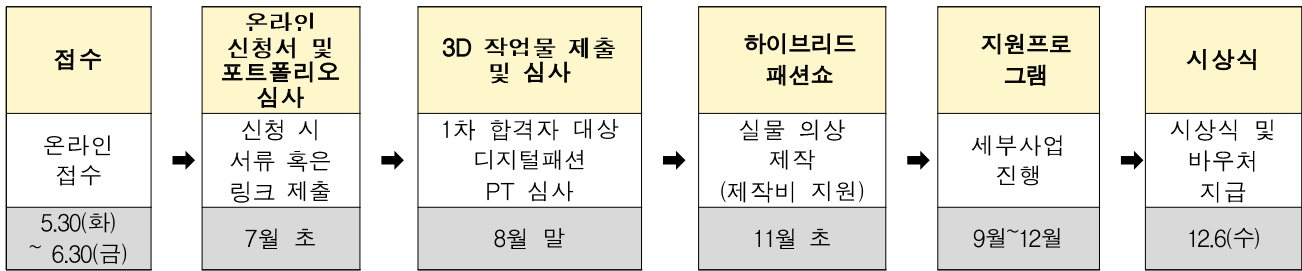 접수
온라인
접수
5.30(화)
~ 6.30(금)
➡
온라인
신청서 및
포트폴리오
심사
신청 시
서류 혹은
링크 제출
7월 초
➡
3D 작업물 제출
및 심사
1차 합격자 대상
디지털패션
PT 심사
8월 말
➡
하이브리드
패션쇼
실물 의상
제작
(제작비 지원)
11월 초
➡
지원프로
그램
세부사업
진행
9월~12월
➡
시상식
시상식 및
바우처
지급
12.6(수)